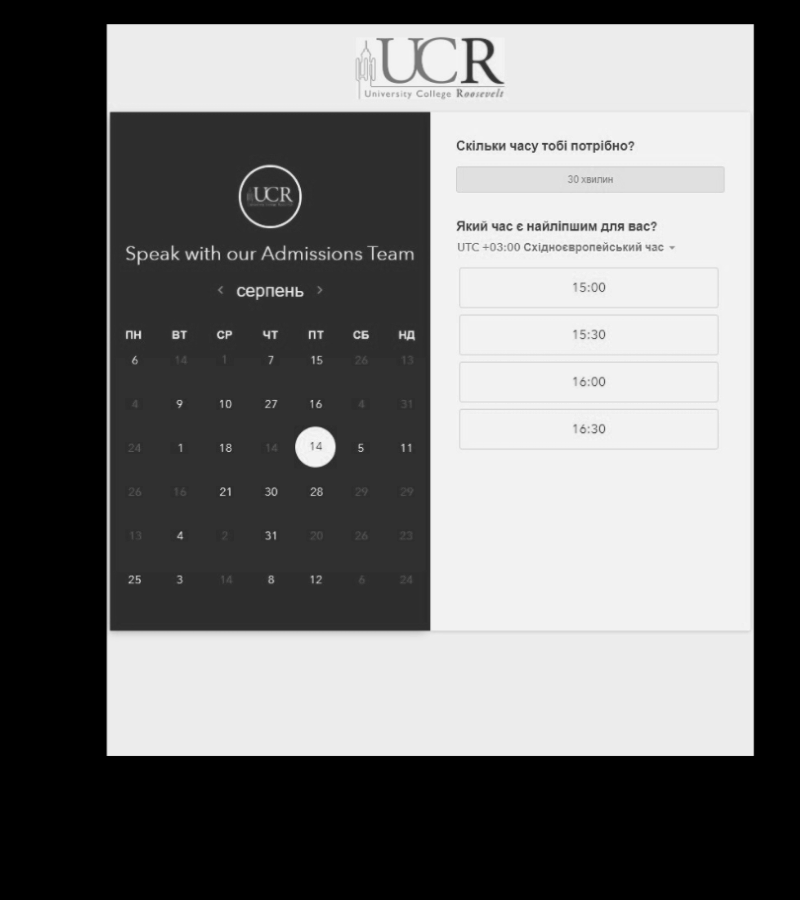 UCR
University College Roosevelt
UCR
Speak with our Admissions Team
< серпень >
ПН ВТ СР ЧТ ПТ СБ НД
6 14 1 7 15 26 13
4 9 10 27 16 4 31
24 1 18 14 14 5 11
26 16 21 30 28 29 29
13 4 2 31 20 26 23
25 3 14 8 12 6 24
Скільки часу тобі потрібно?
30 хвилин
Який час є найліпшим для вас?
UTC +03:00 Східноєвропейський час
15:00
15:30
16:00
16:30